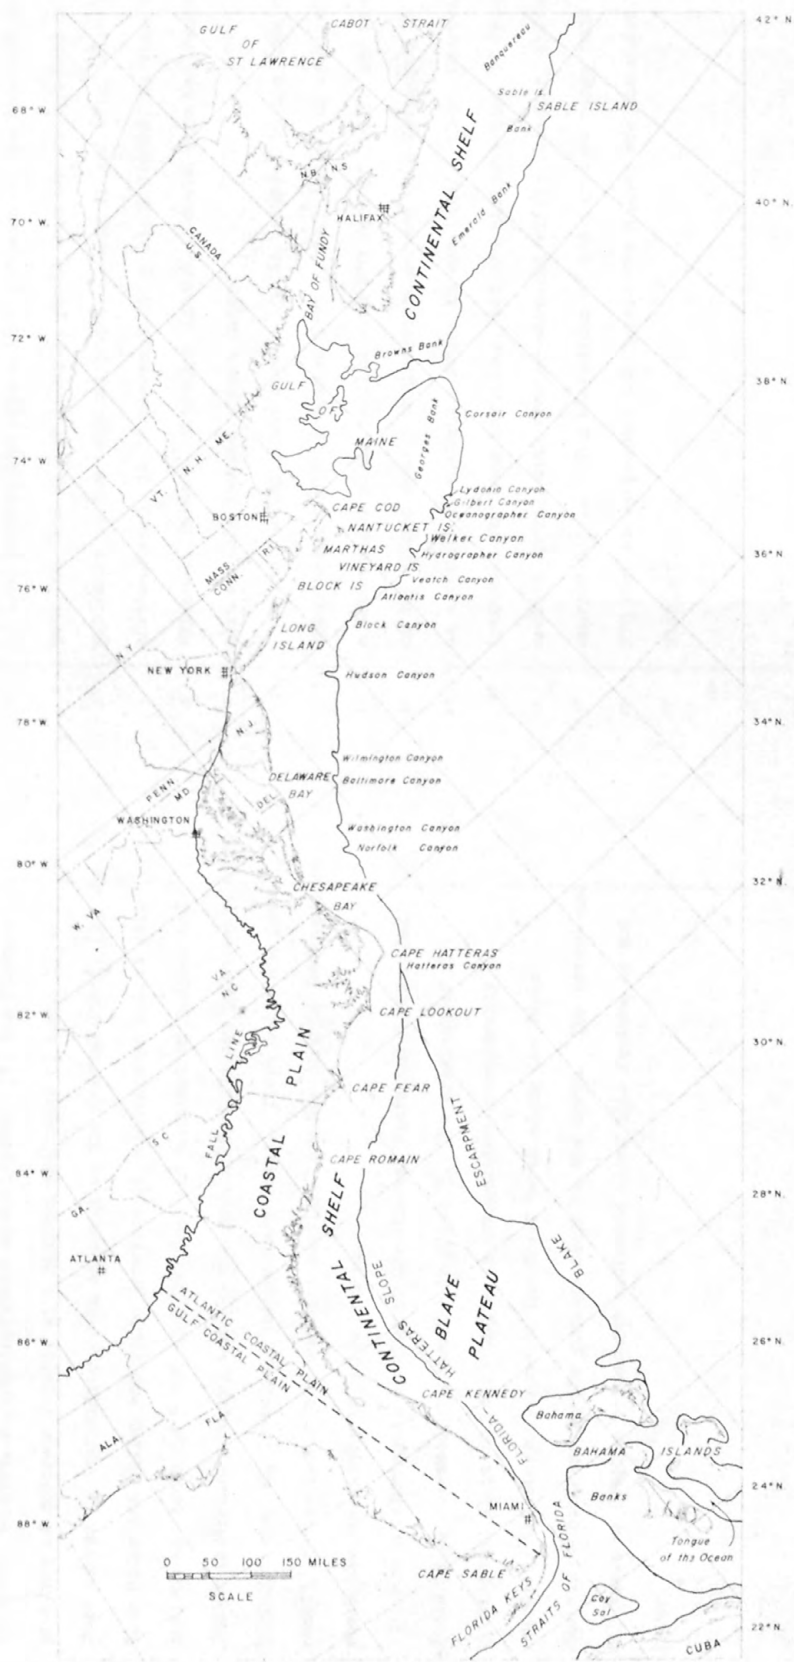 GULF
OF
ST LAWRENCE
CABOT STRAIT
42° N.
Banquereau
Sable Is.
SABLE ISLAND
Bank
68° W
CONTINENTAL SHELF
N.B.
N.S
HALIFAX
Emerald Bank
40° N.
70° W
CANADA
U.S.
BAY OF FUNDY
72° W
Browns Bank
GULF
OF
MAINE
38° N.
Georges Bank
Corsair Canyon
ME.
N.H
VT.
74° W
Lydonia Canyon
Gilbert Canyon
Oceanographer Canyon
CAPE COD
BOSTON
NANTUCKET IS.
Welker Canyon
MARTHAS
VINEYARD IS
Hydrographer Canyon
36° N.
R.I.
MASS
CONN.
Veatch Canyon
BLOCK IS
Atlantis Canyon
76° W
LONG
ISLAND
Block Canyon
N.Y.
NEW YORK
Hudson Canyon
78° W
34° N.
N.J.
Wilmington Canyon
DELAWARE
BAY
Baltimore Canyon
PENN
MD
DEL
WASHINGTON
Washington Canyon
Norfolk Canyon
80° W.
32° N.
CHESAPEAKE
BAY
W. VA
CAPE HATTERAS
Hatteras Canyon
VA
N C
82° W
CAPE LOOKOUT
30° N.
FALL LINE
COASTAL PLAIN
CAPE FEAR
S C
CAPE ROMAIN
ESCARPMENT
84° W
28° N.
GA.
CONTINENTAL SHELF
ATLANTA
HATTERAS SLOPE
BLAKE
BLAKE
PLATEAU
ATLANTIC COASTAL PLAIN
GULF COASTAL PLAIN
86° W
26° N.
CAPE KENNEDY
FLORIDA-
Bahama
ALA.
FLA
BAHAMA ISLANDS
24° N.
Banks
MIAMI
88° W
Tongue
of ths Ocean
0 50 100 150 MILES
SCALE
CAPE SABLE
FLORIDA KEYS
STRAITS OF FLORIDA
Cay
Sal
CUBA
22° N.